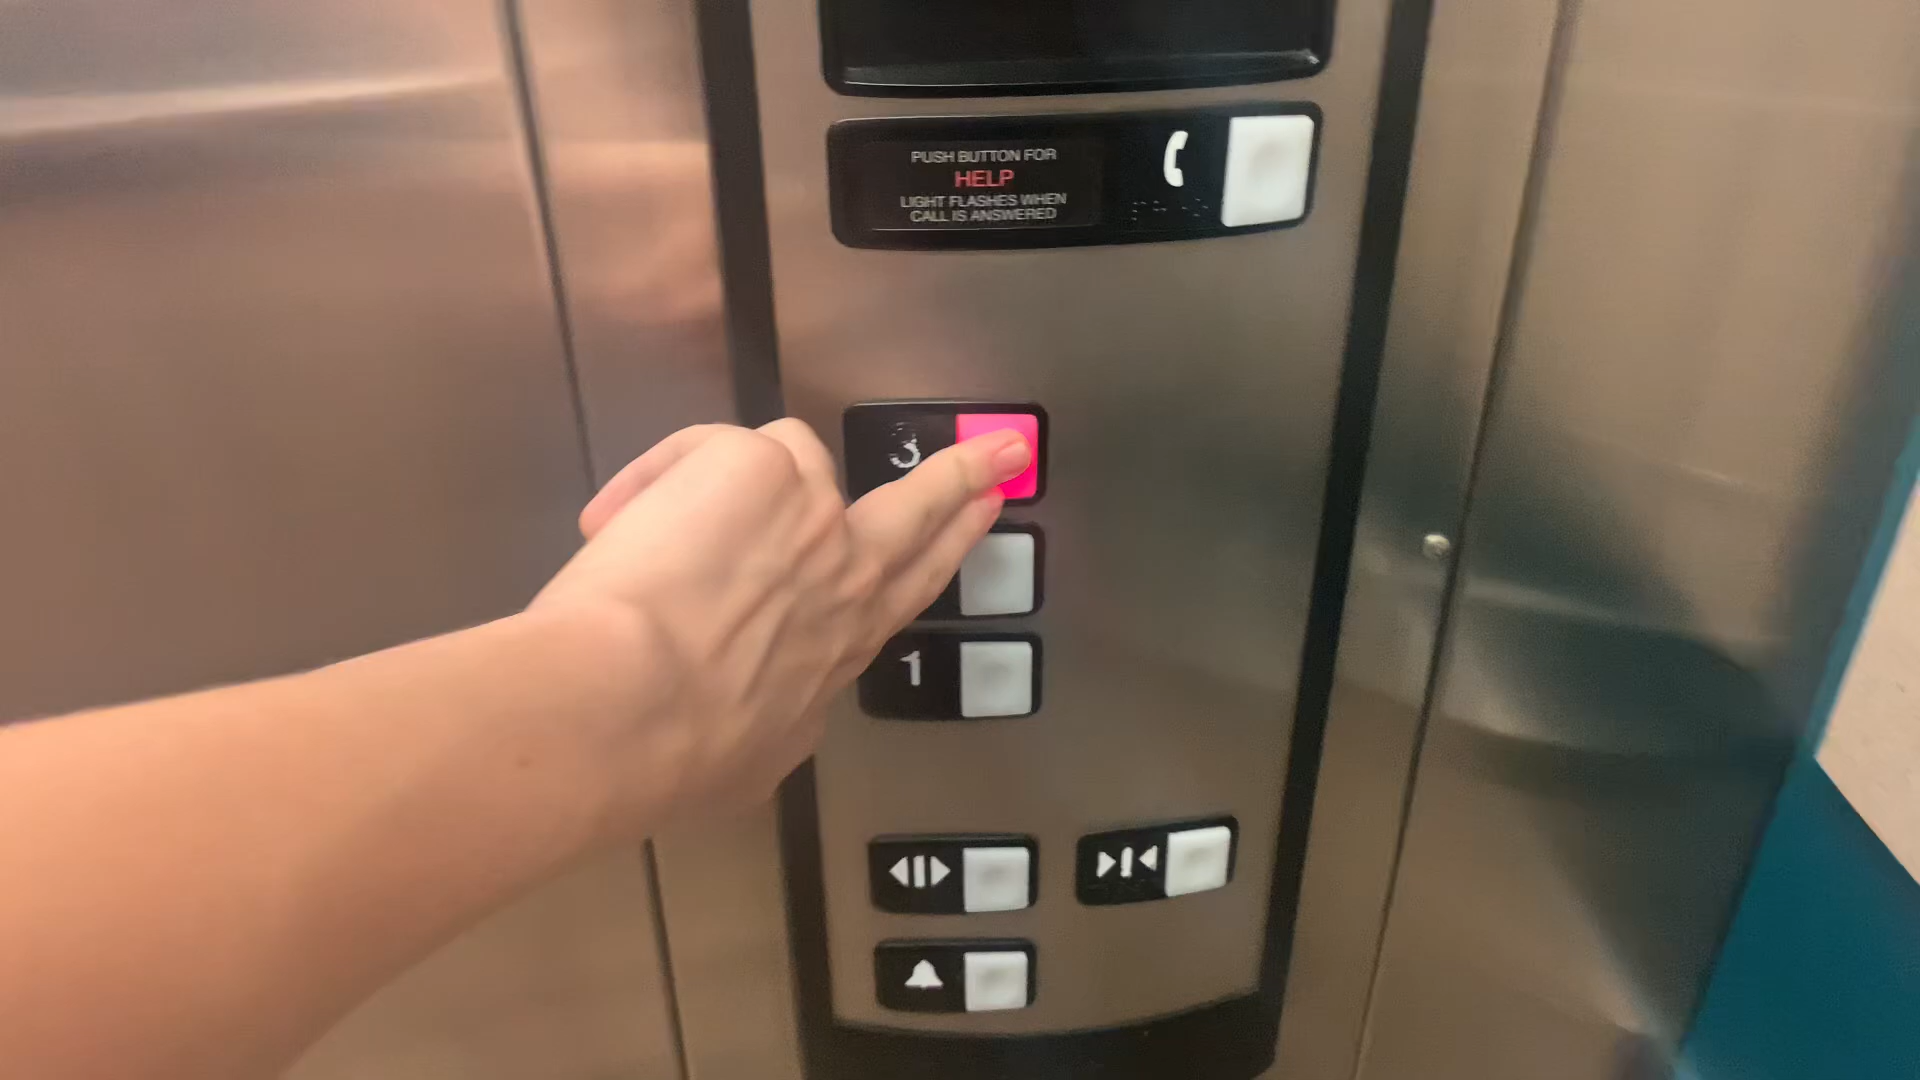 PUSH BUTTON FOR
HELP
LIGHT FLASHES WHEN
CALL IS ANSWERED
3
1